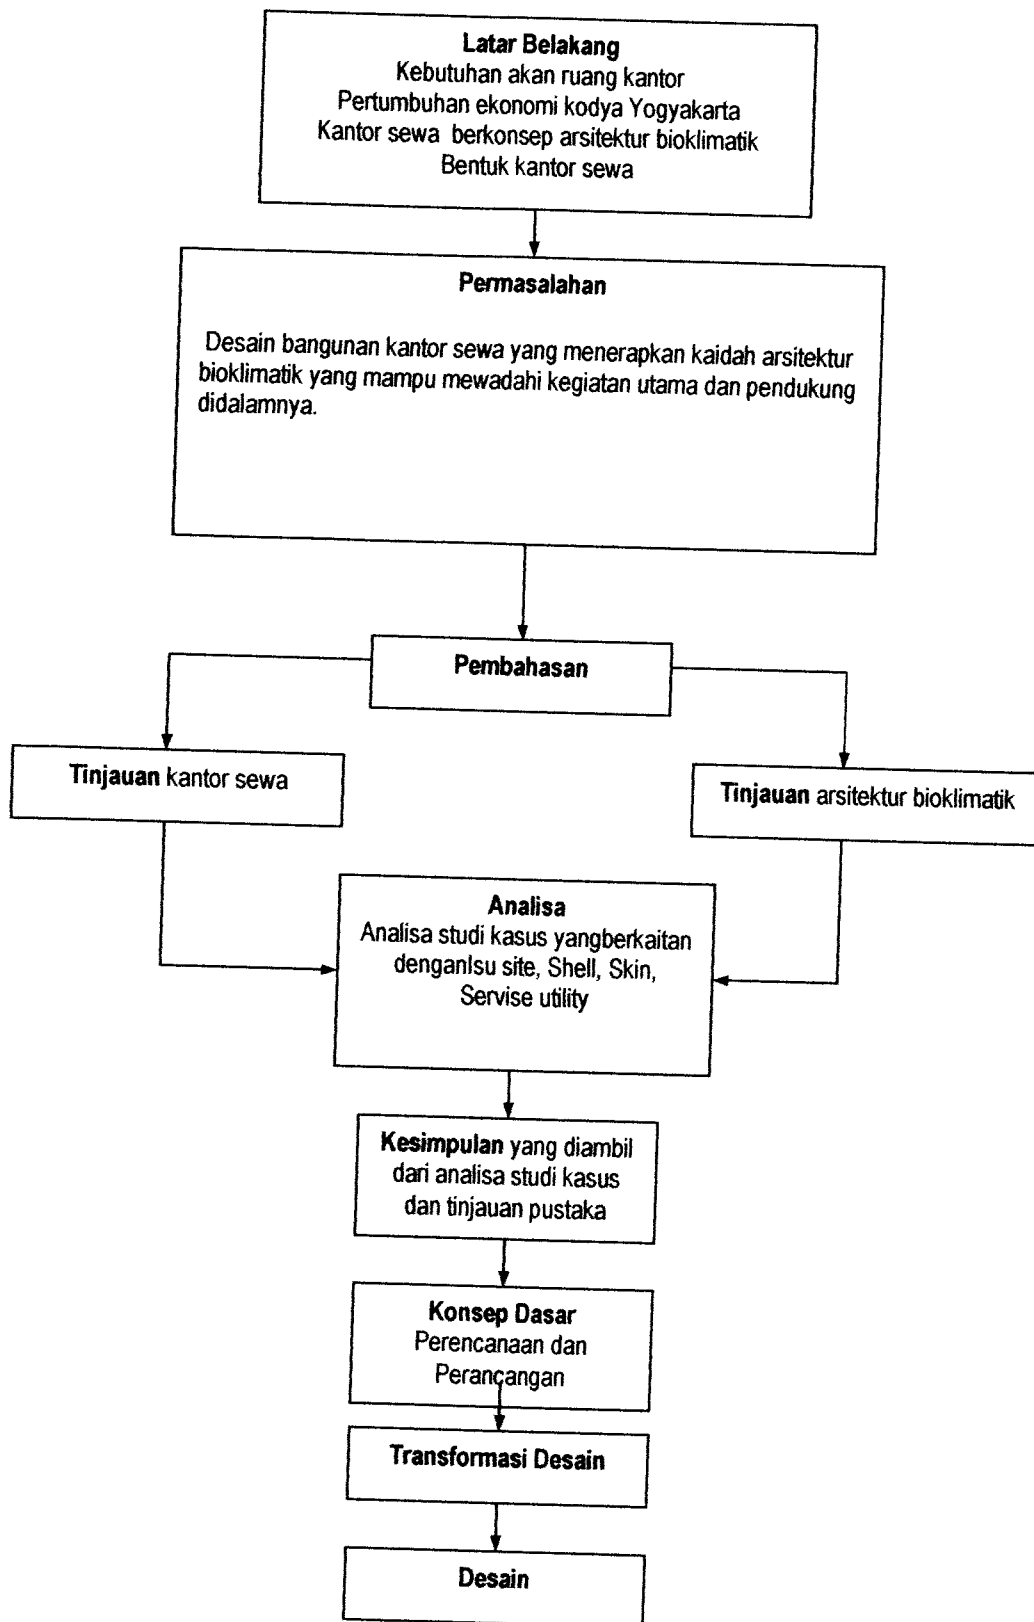 Latar Belakang
Kebutuhan akan ruang kantor
Pertumbuhan ekonomi kodya Yogyakarta
Kantor sewa berkonsep arsitektur bioklimatik
Bentuk kantor sewa
Permasalahan
Desain bangunan kantor sewa yang menerapkan kaidah arsitektur
bioklimatik yang mampu mewadahi kegiatan utama dan pendukung
didalamnya.
Pembahasan
Tinjauan kantor sewa
Tinjauan arsitektur bioklimatik
Analisa
Analisa studi kasus yangberkaitan
denganIsu site, Shell, Skin,
Servise utility
Kesimpulan yang diambil
dari analisa studi kasus
dan tinjauan pustaka
Konsep Dasar
Perencanaan dan
Perancangan
Transformasi Desain
Desain